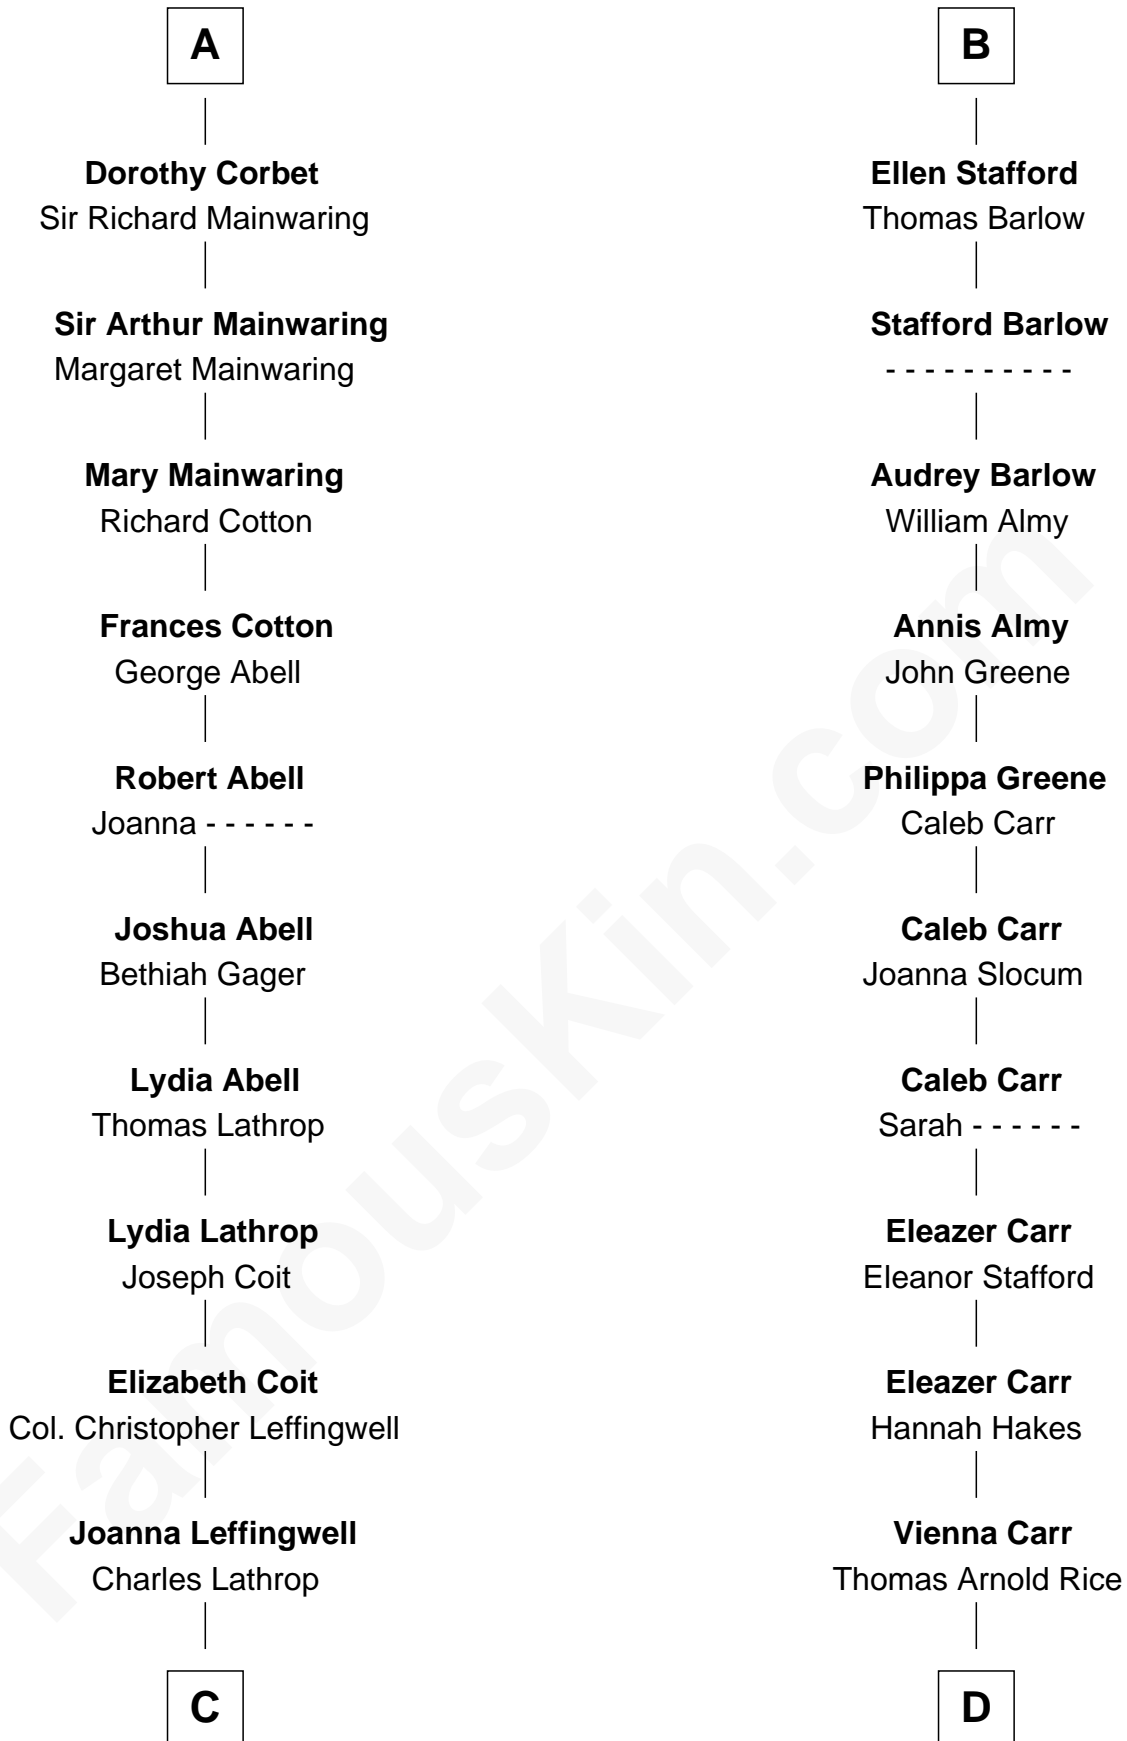 A
Dorothy Corbet
Sir Richard Mainwaring
Sir Arthur Mainwaring
Margaret Mainwaring
Mary Mainwaring
Richard Cotton
Frances Cotton
George Abell
Robert Abell
Joanna - - - - - -
Joshua Abell
Bethiah Gager
Lydia Abell
Thomas Lathrop
Lydia Lathrop
Joseph Coit
Elizabeth Coit
Col. Christopher Leffingwell
Joanna Leffingwell
Charles Lathrop
C
B
Ellen Stafford
Thomas Barlow
Stafford Barlow
- - - - - - - - - -
Audrey Barlow
William Almy
Annis Almy
John Greene
Philippa Greene
Caleb Carr
Caleb Carr
Joanna Slocum
Caleb Carr
Sarah - - - - - -
Eleazer Carr
Eleanor Stafford
Eleazer Carr
Hannah Hakes
Vienna Carr
Thomas Arnold Rice
D
FamousKin.com